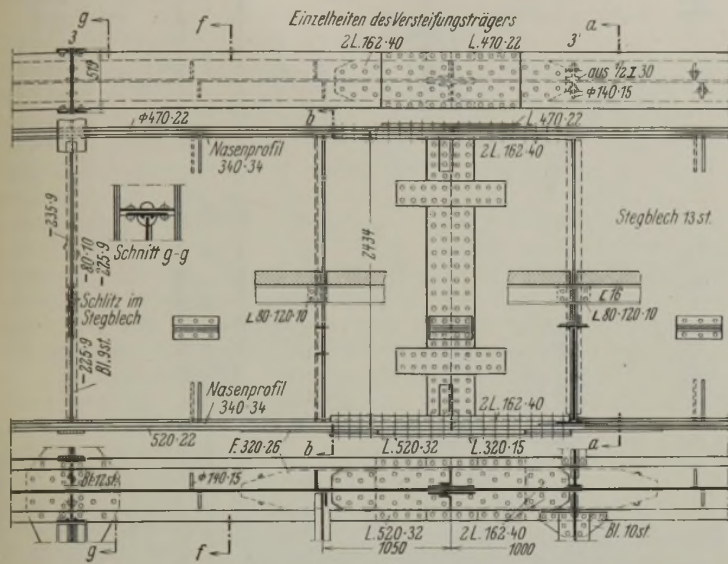 Einzelheiten des Versteifungsträgers
g
f
a
3
3'
2L.162·40
L.470·22
510
aus ½ I 30
φ140·15
φ470·22
b
L.470·22
Nasenprofil
340·34
2L.162·40
-235·9
-80·10
-225·9
Schnitt g-g
2434
Stegblech 13 st.
Schlitz im
Stegblech
L 80·120·10
C 16
L 80·120·10
-225·9
Bl. 9 st.
Nasenprofil
340·34
2L.162·40
520·22
F. 320·26
b
L.520·32
L.320·15
a
Bl. 12 st.
φ140·15
L.520·32
2L.162·40
Bl. 10 st.
g
f
1050
1000